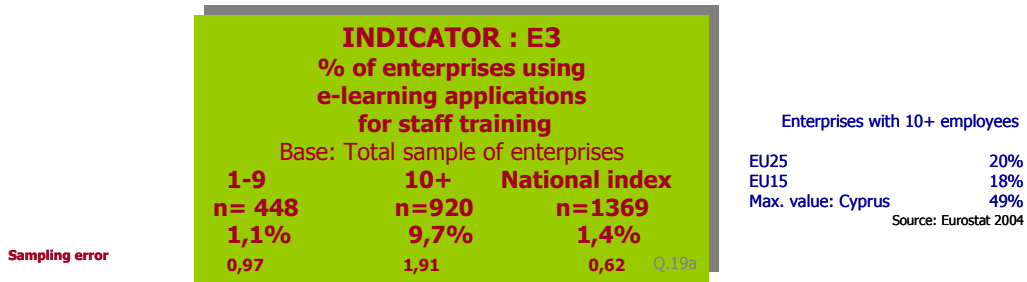 INDICATOR : E3
% of enterprises using
e-learning applications
for staff training
Base: Total sample of enterprises
1-9 10+ National index
n= 448 n=920 n=1369
1,1% 9,7% 1,4%
Sampling error 0,97 1,91 0,62 Q.19a
Enterprises with 10+ employees
EU25 20%
EU15 18%
Max. value: Cyprus 49%
Source: Eurostat 2004